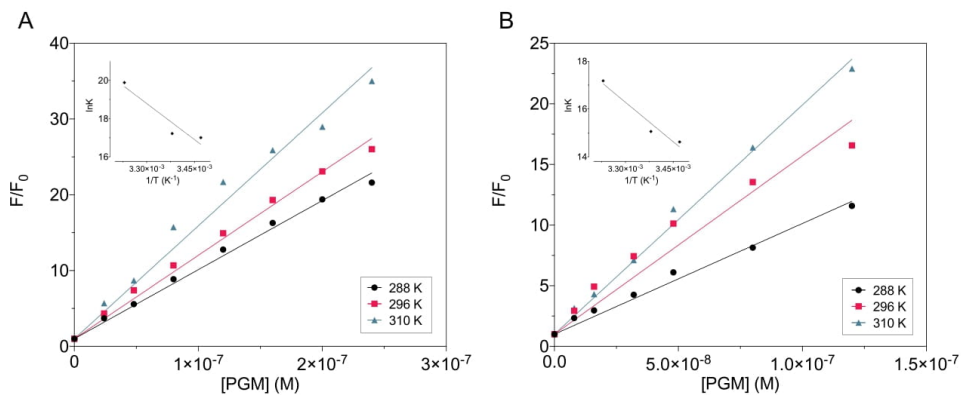 A
F/F0
40
30
20
10
0
0
1×10-7
2×10-7
3×10-7
[PGM] (M)
lnK
20
18
16
3.30×10-3
3.45×10-3
1/T (K-1)
288 K
296 K
310 K
B
F/F0
25
20
15
10
5
0
0.0
5.0×10-8
1.0×10-7
1.5×10-7
[PGM] (M)
lnK
18
16
14
3.30×10-3
3.45×10-3
1/T (K-1)
288 K
296 K
310 K